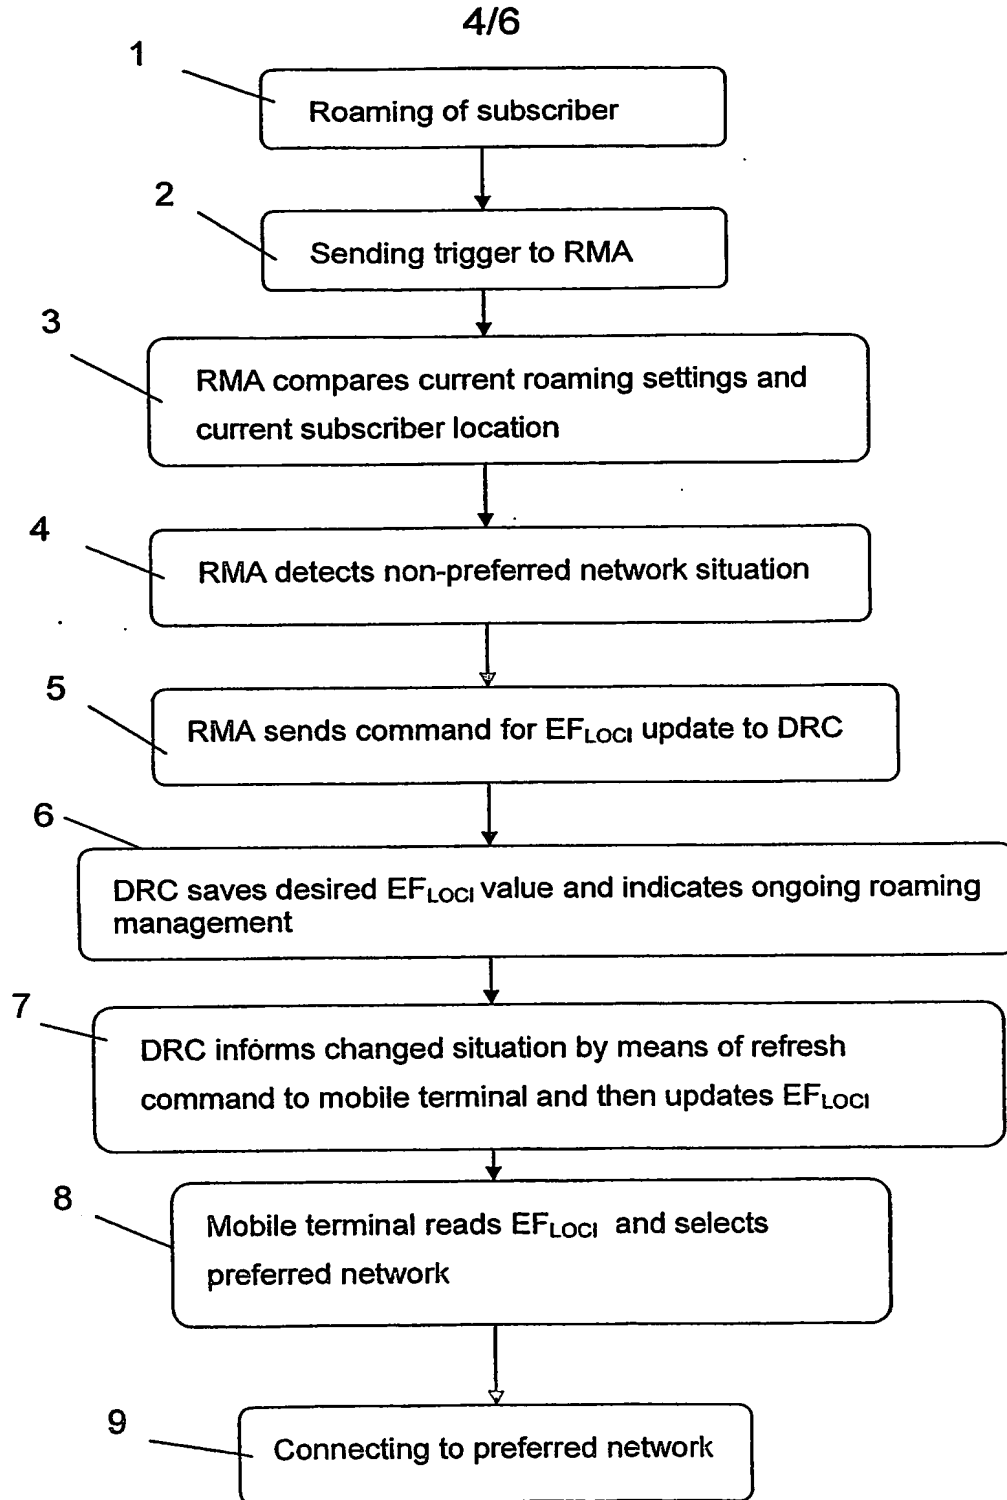 4/6
1
Roaming of subscriber
2
Sending trigger to RMA
3
RMA compares current roaming settings and
current subscriber location
4
RMA detects non-preferred network situation
5
RMA sends command for EFLOCI update to DRC
6
DRC saves desired EFLOCI value and indicates ongoing roaming
management
7
DRC informs changed situation by means of refresh
command to mobile terminal and then updates EFLOCI
8
Mobile terminal reads EFLOCI and selects
preferred network
9
Connecting to preferred network